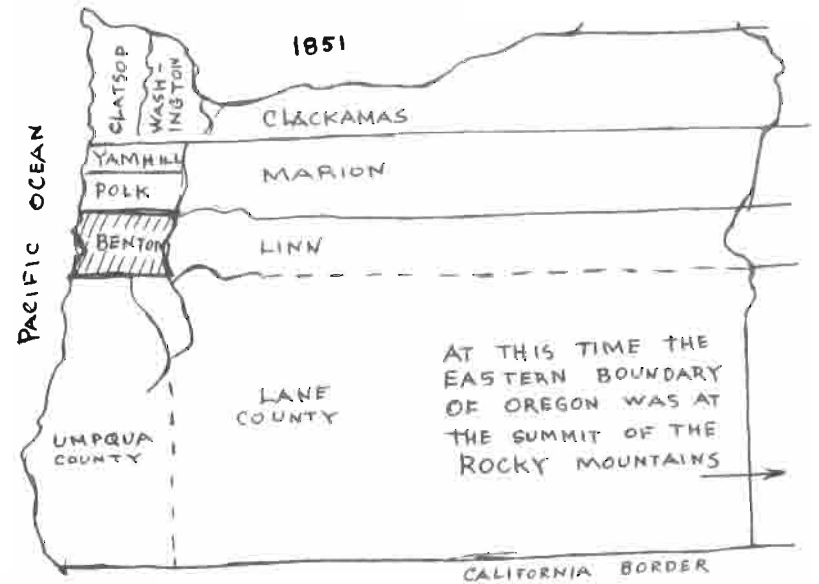 1851
CLATSOP
WASH-
INGTON
CLACKAMAS
PACIFIC OCEAN
YAMHILL
MARION
POLK
BENTON
LINN
LANE
COUNTY
UMPQUA
COUNTY
AT THIS TIME THE
EASTERN BOUNDARY
OF OREGON WAS AT
THE SUMMIT OF THE
ROCKY MOUNTAINS
CALIFORNIA BORDER